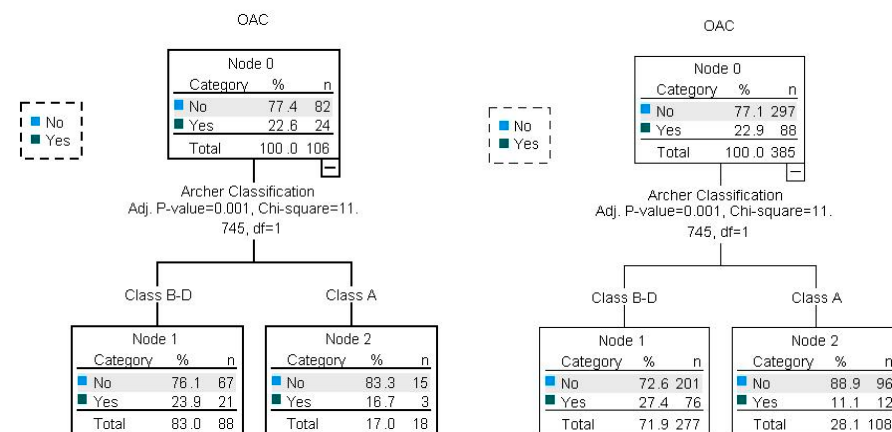 OAC
Node 0
Category % n
No 77.4 82
Yes 22.6 24
Total 100.0 106
No
Yes
Archer Classification
Adj. P-value=0.001, Chi-square=11.
745, df=1
Class B-D
Class A
Node 1
Category % n
No 76.1 67
Yes 23.9 21
Total 83.0 88
Node 2
Category % n
No 83.3 15
Yes 16.7 3
Total 17.0 18
OAC
Node 0
Category % n
No 77.1 297
Yes 22.9 88
Total 100.0 385
No
Yes
Archer Classification
Adj. P-value=0.001, Chi-square=11.
745, df=1
Class B-D
Class A
Node 1
Category % n
No 72.6 201
Yes 27.4 76
Total 71.9 277
Node 2
Category % n
No 88.9 96
Yes 11.1 12
Total 28.1 108